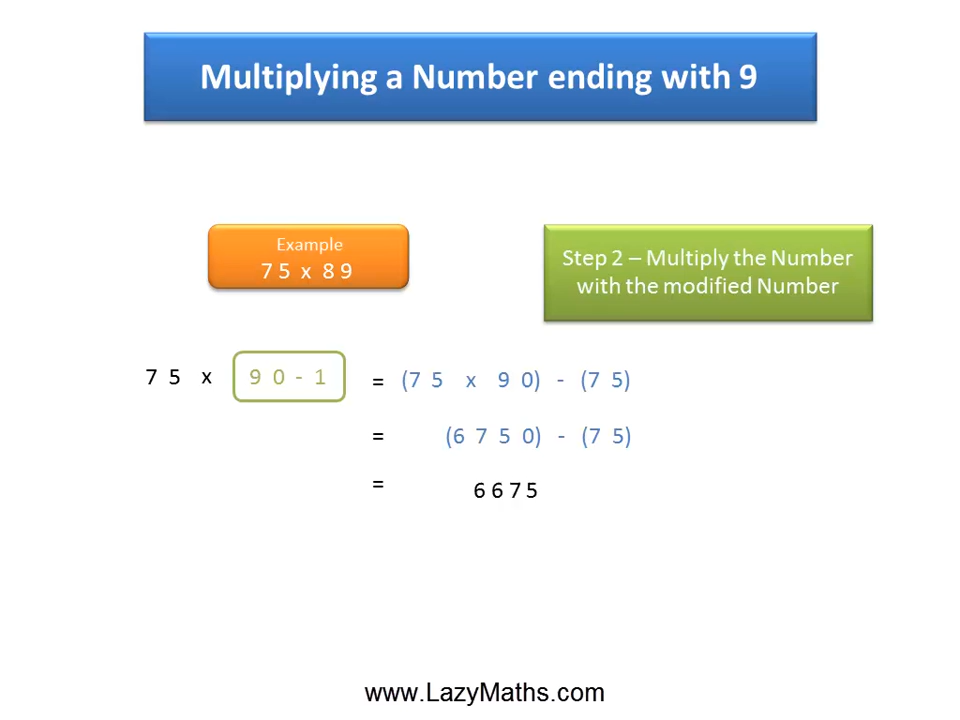 Multiplying a Number ending with 9
Example
7 5 x 8 9
Step 2 – Multiply the Number
with the modified Number
7 5 x 9 0 - 1 = (7 5 x 9 0) - (7 5)
= (6 7 5 0) - (7 5)
= 6 6 7 5
www.LazyMaths.com